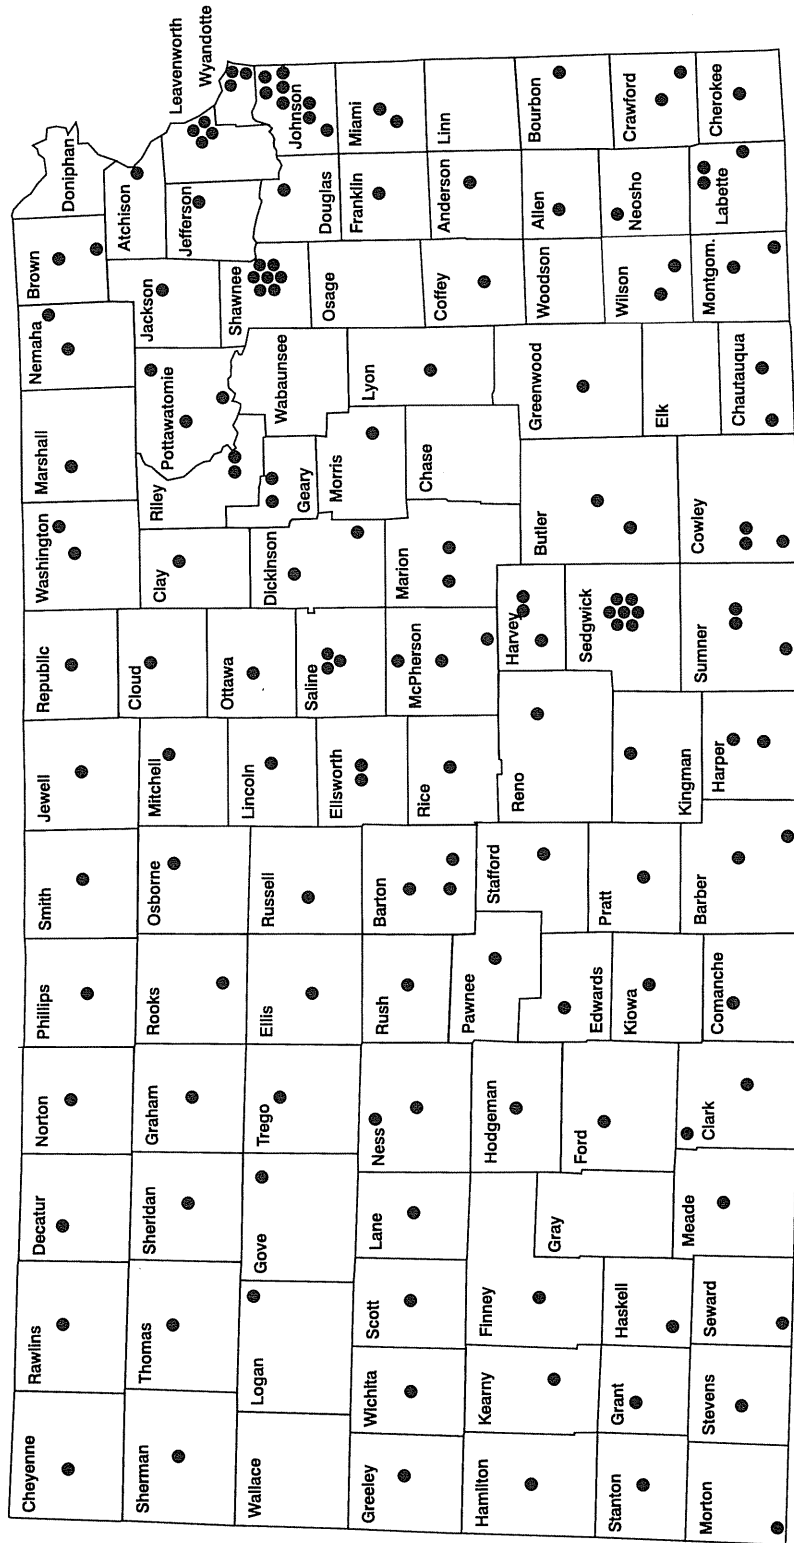 Cheyenne
Rawlins
Decatur
Norton
Phillips
Smith
Jewell
Republic
Washington
Marshall
Nemaha
Brown
Doniphan
Sherman
Thomas
Sheridan
Graham
Rooks
Osborne
Mitchell
Cloud
Clay
Riley
Pottawatomie
Jackson
Atchison
Jefferson
Leavenworth
Wyandotte
Wallace
Logan
Gove
Trego
Ellis
Russell
Lincoln
Ottawa
Dickinson
Geary
Wabaunsee
Shawnee
Douglas
Johnson
Greeley
Wichita
Scott
Lane
Ness
Rush
Barton
Ellsworth
Saline
Morris
Lyon
Osage
Franklin
Miami
Hamilton
Kearny
Finney
Hodgeman
Pawnee
Stafford
Rice
McPherson
Marion
Chase
Coffey
Anderson
Linn
Gray
Ford
Edwards
Reno
Harvey
Butler
Greenwood
Woodson
Allen
Bourbon
Stanton
Grant
Haskell
Kiowa
Pratt
Kingman
Sedgwick
Elk
Wilson
Neosho
Crawford
Morton
Stevens
Seward
Meade
Clark
Comanche
Barber
Harper
Sumner
Cowley
Chautauqua
Montgom.
Labette
Cherokee